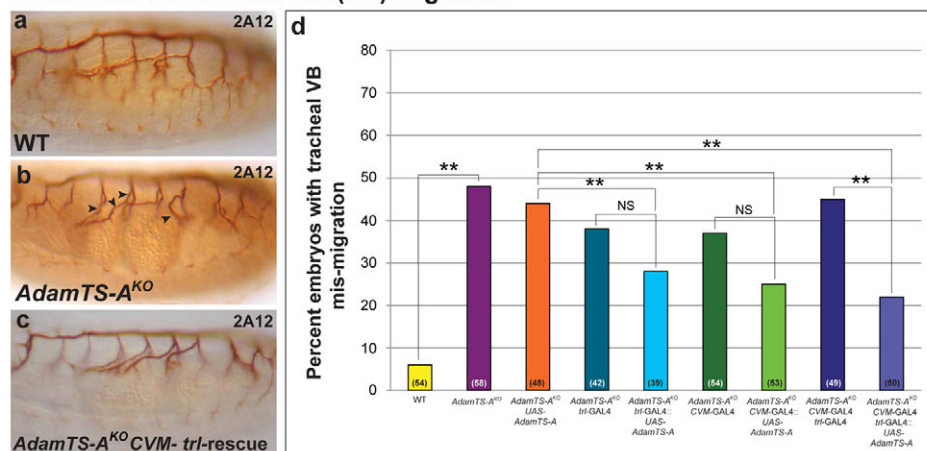 a
2A12
WT
b
2A12
AdamTS-A^KO
c
2A12
AdamTS-A^KO CVM- trl-rescue
d
Percent embryos with tracheal VB
mis-migration
80
70
60
50
40
30
20
10
0
**
**
**
**
NS
NS
**
(54)
(58)
(48)
(42)
(39)
(54)
(53)
(49)
(50)
WT
AdamTS-A^KO
AdamTS-A^KO
UAS-
AdamTS-A
AdamTS-A^KO
trl-GAL4
AdamTS-A^KO
trl-GAL4::
UAS-
AdamTS-A
AdamTS-A^KO
CVM-GAL4
AdamTS-A^KO
CVM-GAL4::
UAS-
AdamTS-A
AdamTS-A^KO
CVM-GAL4
trl-GAL4
AdamTS-A^KO
CVM-GAL4
trl-GAL4::
UAS-
AdamTS-A